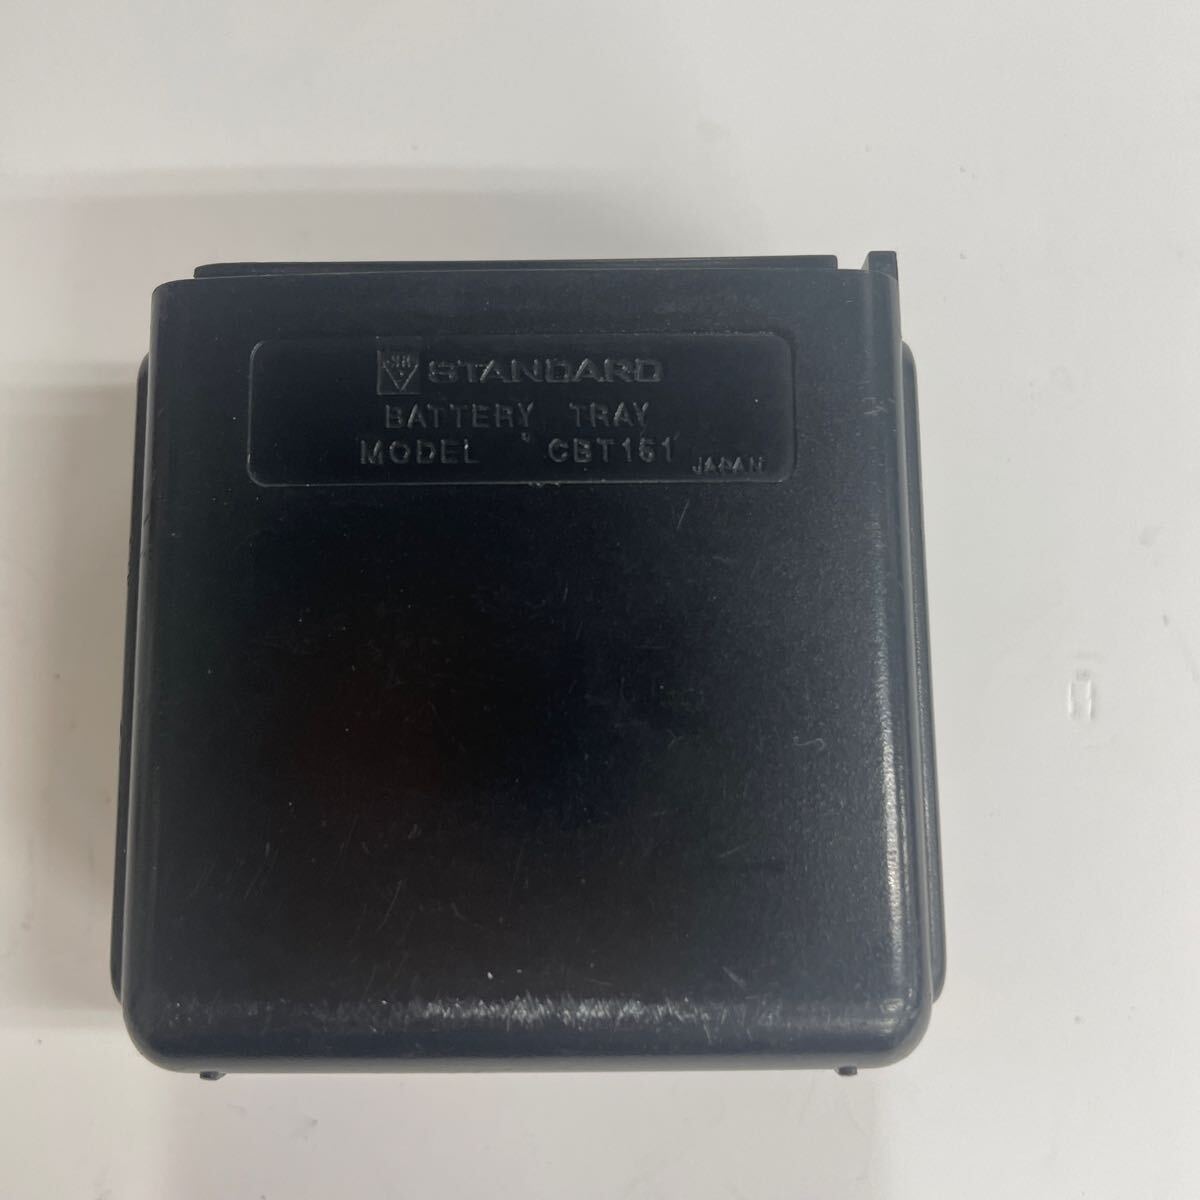 STANDARD
BATTERY TRAY
MODEL CBT151
JAPAN